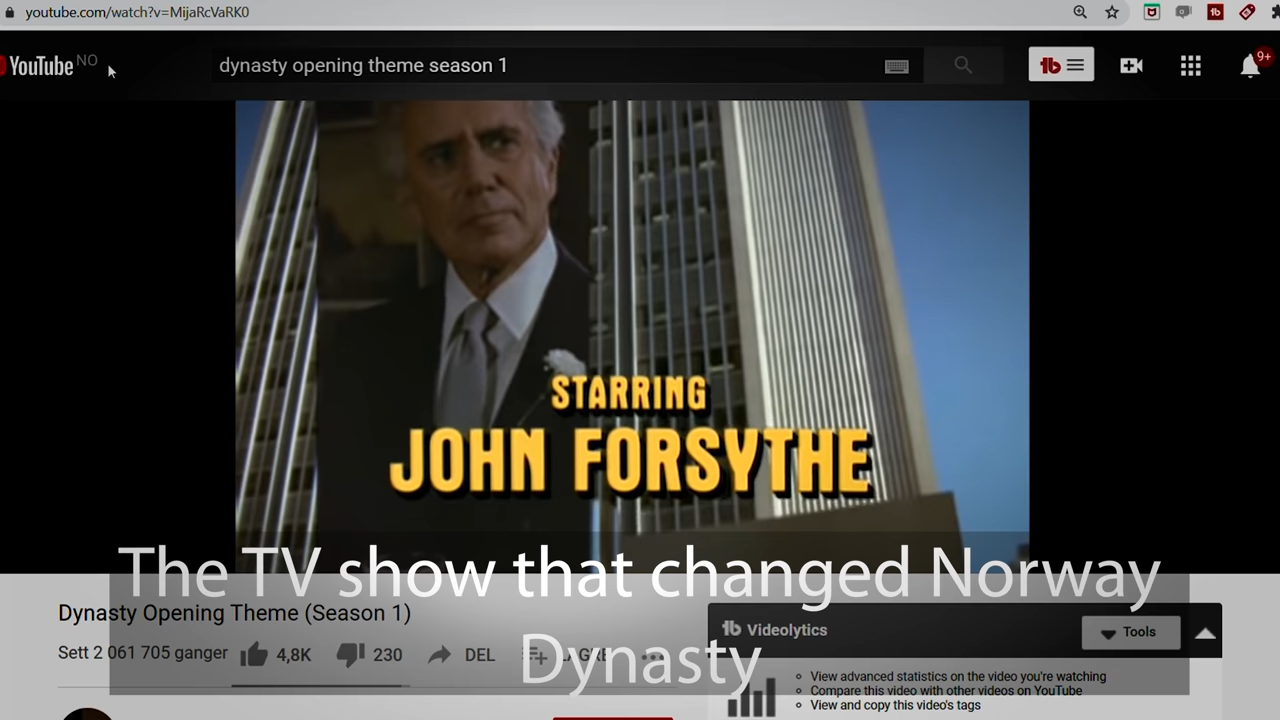 youtube.com/watch?v=MijaRcVaRK0
YouTube NO
dynasty opening theme season 1
9+
STARRING
JOHN FORSYTHE
The TV show that changed Norway
Dynasty
Dynasty Opening Theme (Season 1)
Sett 2 061 705 ganger
4,8K
230
DEL
LAGRE
Videolytics
Tools
View advanced statistics on the video you're watching
Compare this video with other videos on YouTube
View and copy this video's tags